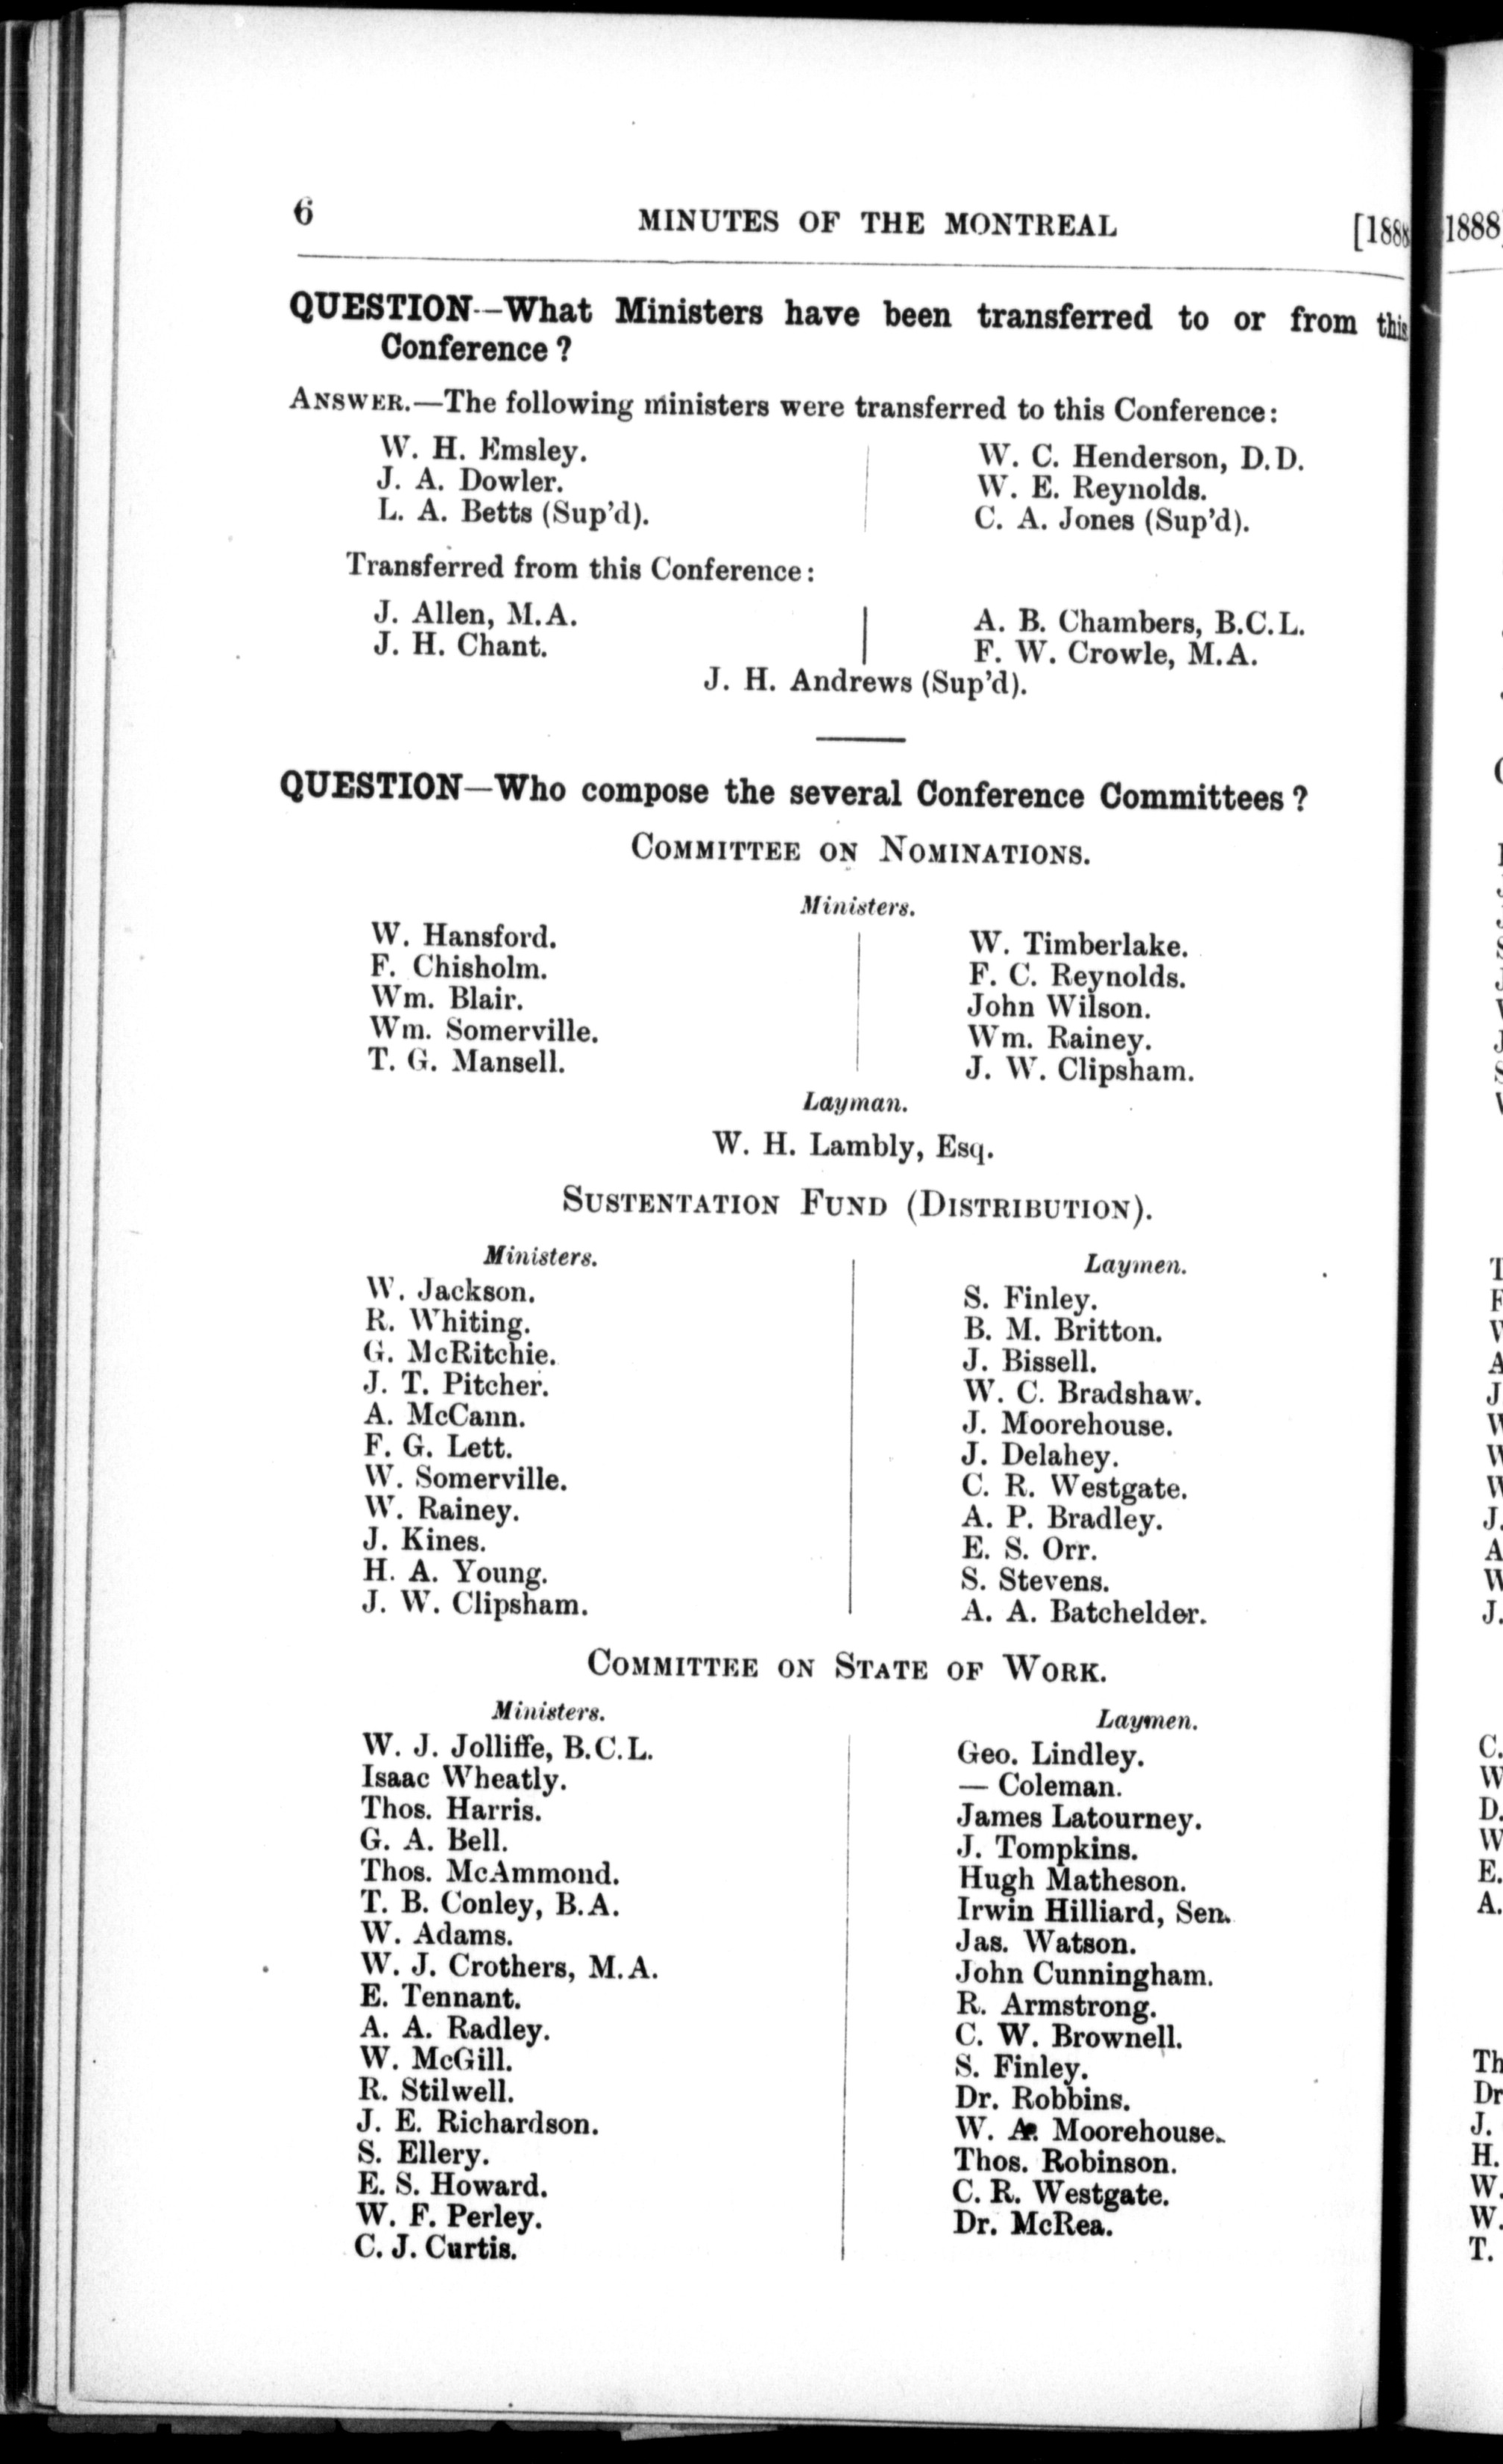 6 MINUTES OF THE MONTREAL [1888
QUESTION—What Ministers have been transferred to or from this
Conference?
ANSWER.—The following ministers were transferred to this Conference:
W. H. Emsley.
J. A. Dowler.
L. A. Betts (Sup'd).
W. C. Henderson, D.D.
W. E. Reynolds.
C. A. Jones (Sup'd).
Transferred from this Conference:
J. Allen, M.A.
J. H. Chant.
A. B. Chambers, B.C.L.
F. W. Crowle, M.A.
J. H. Andrews (Sup'd).
QUESTION—Who compose the several Conference Committees?
COMMITTEE ON NOMINATIONS.
Ministers.
W. Hansford.
F. Chisholm.
Wm. Blair.
Wm. Somerville.
T. G. Mansell.
W. Timberlake.
F. C. Reynolds.
John Wilson.
Wm. Rainey.
J. W. Clipsham.
Layman.
W. H. Lambly, Esq.
SUSTENTATION FUND (DISTRIBUTION).
Ministers.
W. Jackson.
R. Whiting.
G. McRitchie.
J. T. Pitcher.
A. McCann.
F. G. Lett.
W. Somerville.
W. Rainey.
J. Kines.
H. A. Young.
J. W. Clipsham.
Laymen.
S. Finley.
B. M. Britton.
J. Bissell.
W. C. Bradshaw.
J. Moorehouse.
J. Delahey.
C. R. Westgate.
A. P. Bradley.
E. S. Orr.
S. Stevens.
A. A. Batchelder.
COMMITTEE ON STATE OF WORK.
Ministers.
W. J. Jolliffe, B.C.L.
Isaac Wheatly.
Thos. Harris.
G. A. Bell.
Thos. McAmmond.
T. B. Conley, B.A.
W. Adams.
W. J. Crothers, M.A.
E. Tennant.
A. A. Radley.
W. McGill.
R. Stilwell.
J. E. Richardson.
S. Ellery.
E. S. Howard.
W. F. Perley.
C. J. Curtis.
Laymen.
Geo. Lindley.
— Coleman.
James Latourney.
J. Tompkins.
Hugh Matheson.
Irwin Hilliard, Sen.
Jas. Watson.
John Cunningham.
R. Armstrong.
C. W. Brownell.
S. Finley.
Dr. Robbins.
W. A. Moorehouse.
Thos. Robinson.
C. R. Westgate.
Dr. McRea.
1888]